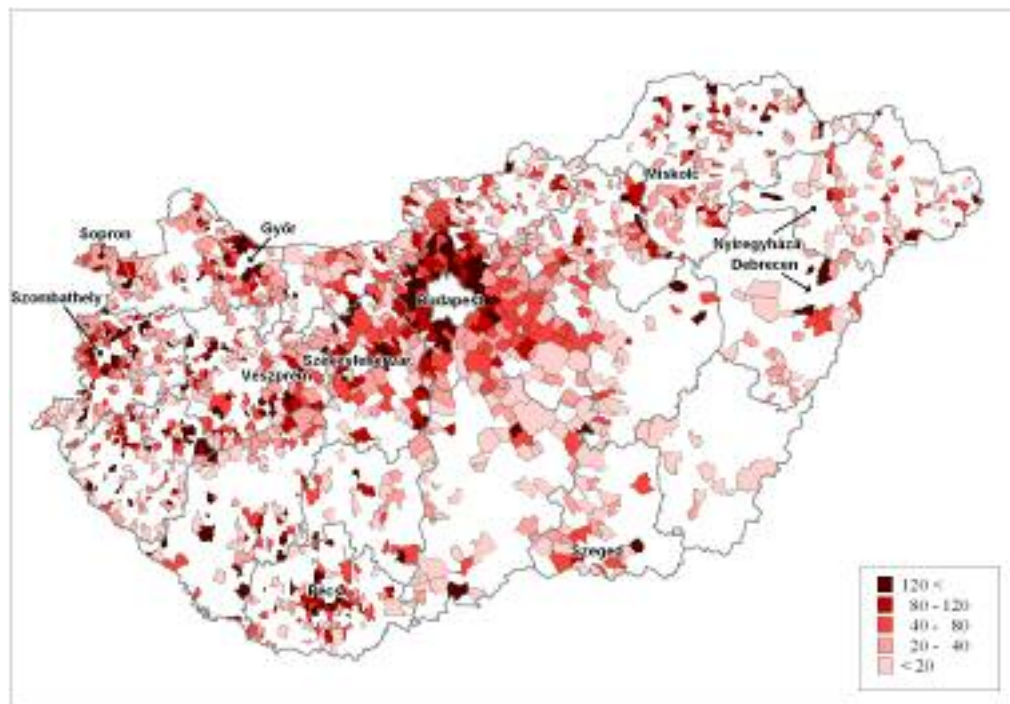 Miskolc
Győr
Sopron
Nyíregyháza
Debrecen
Szombathely
Budapest
Székesfehérvár
Veszprém
Szeged
Pécs
120 <
80 - 120
40 - 80
20 - 40
< 20